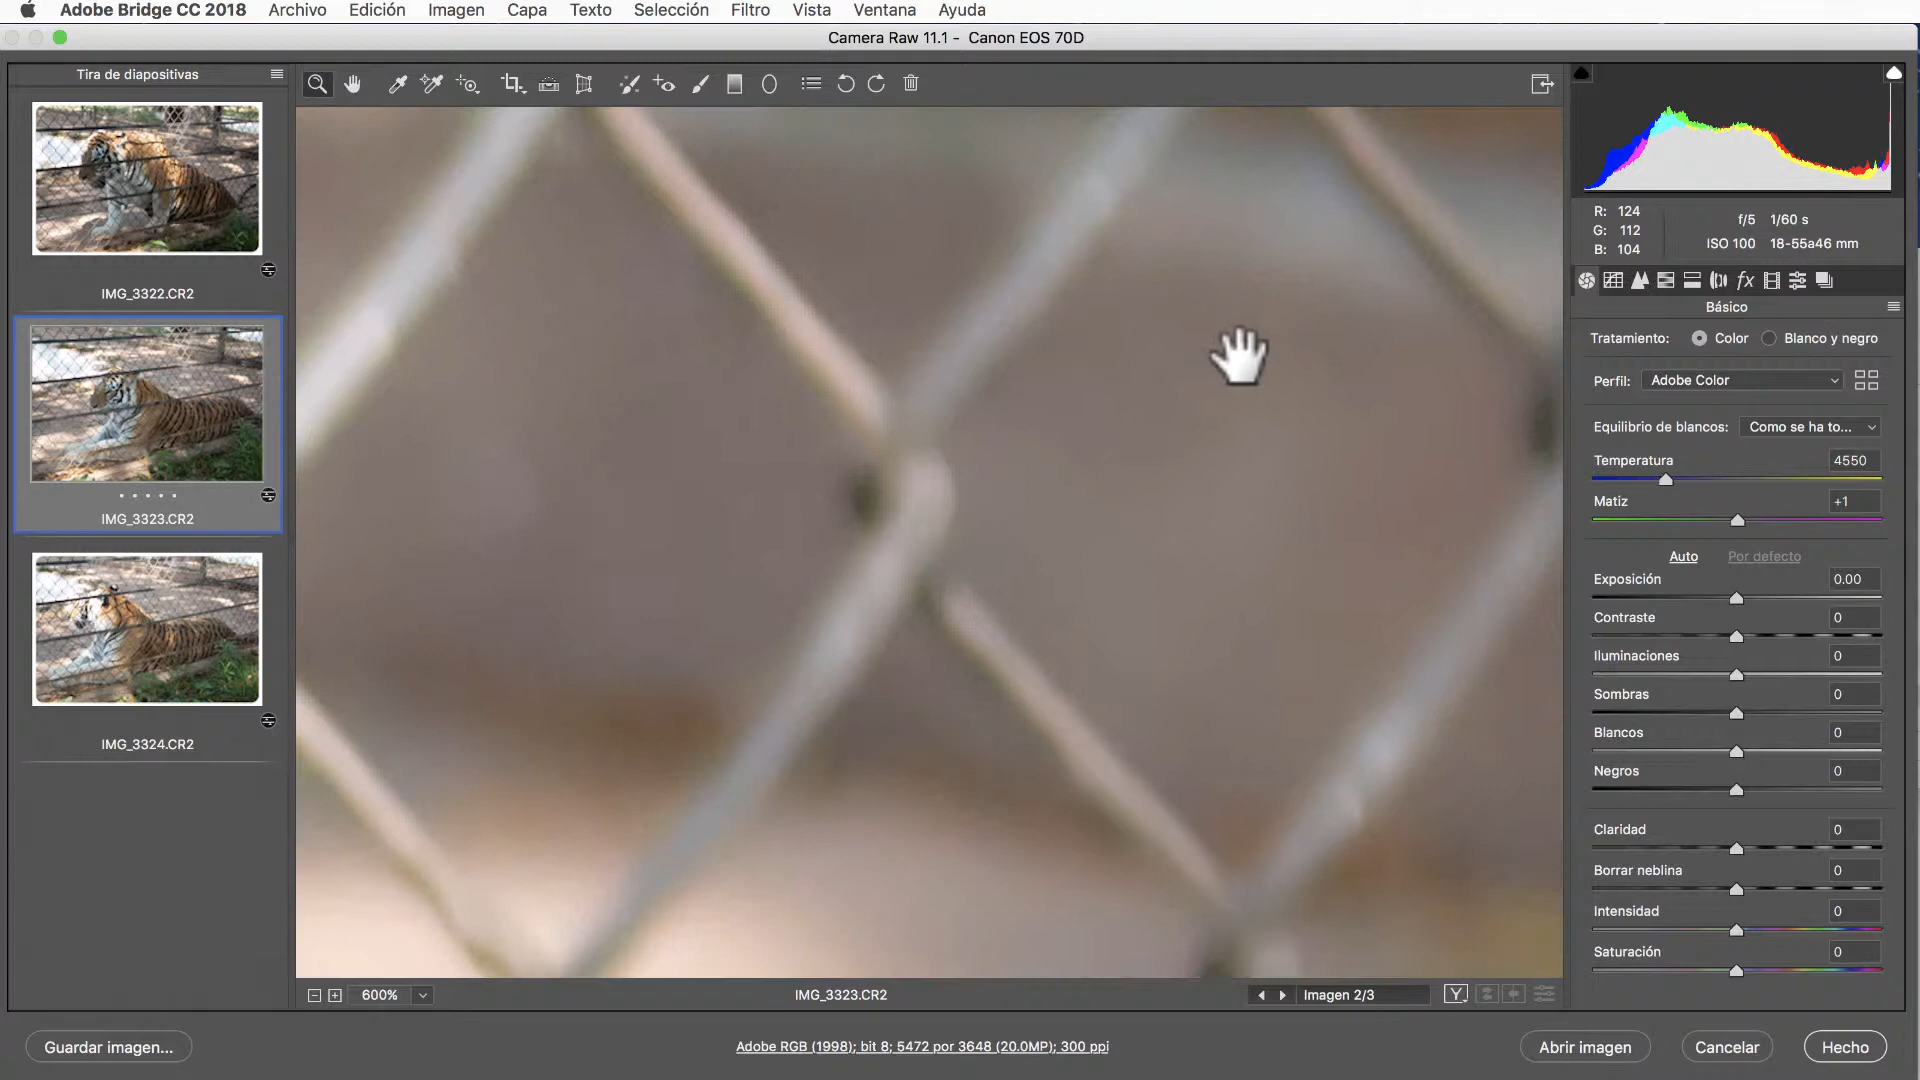 Adobe Bridge CC 2018 Archivo Edición Imagen Capa Texto Selección Filtro Vista Ventana Ayuda
Camera Raw 11.1 - Canon EOS 70D
Tira de diapositivas
IMG_3322.CR2
IMG_3323.CR2
IMG_3324.CR2
R: 124
G: 112
B: 104
f/5 1/60 s
ISO 100 18-55a46 mm
fx
Básico
Tratamiento: Color Blanco y negro
Perfil: Adobe Color
Equilibrio de blancos: Como se ha to...
Temperatura 4550
Matiz +1
Auto Por defecto
Exposición 0.00
Contraste 0
Iluminaciones 0
Sombras 0
Blancos 0
Negros 0
Claridad 0
Borrar neblina 0
Intensidad 0
Saturación 0
600% IMG_3323.CR2 Imagen 2/3 Y
Guardar imagen... Adobe RGB (1998); bit 8; 5472 por 3648 (20.0MP); 300 ppi Abrir imagen Cancelar Hecho